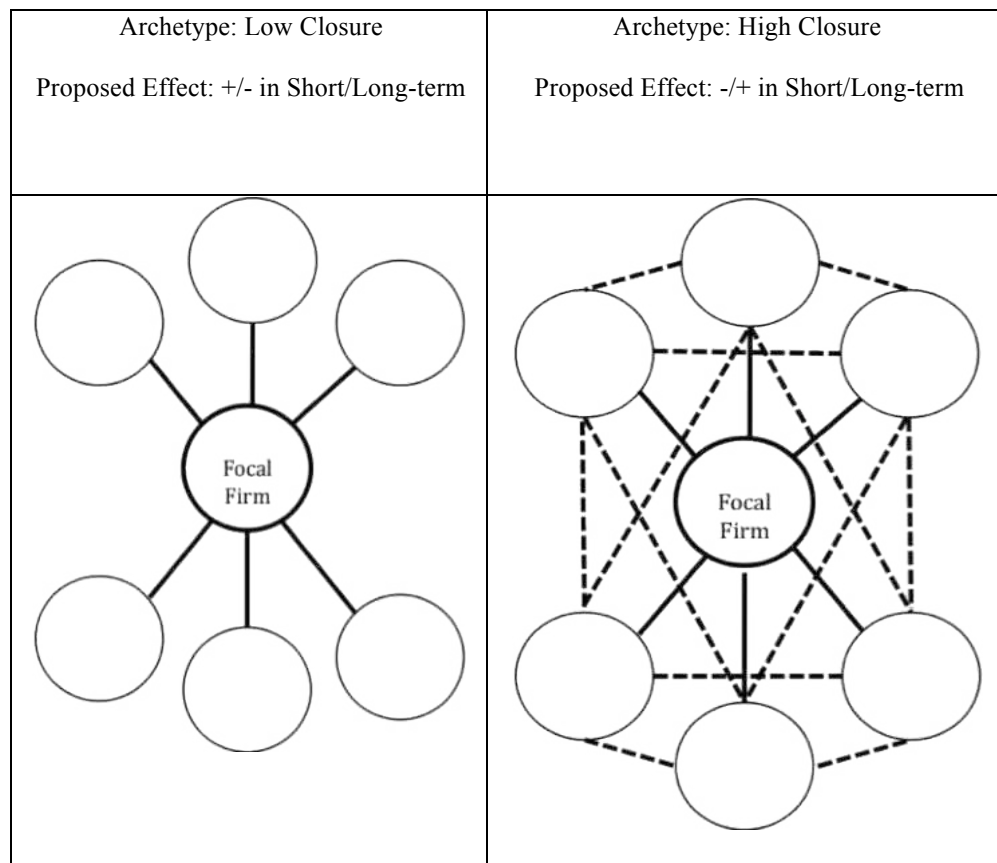 Archetype: Low Closure
Proposed Effect: +/- in Short/Long-term
Archetype: High Closure
Proposed Effect: -/+ in Short/Long-term
Focal
Firm
Focal
Firm